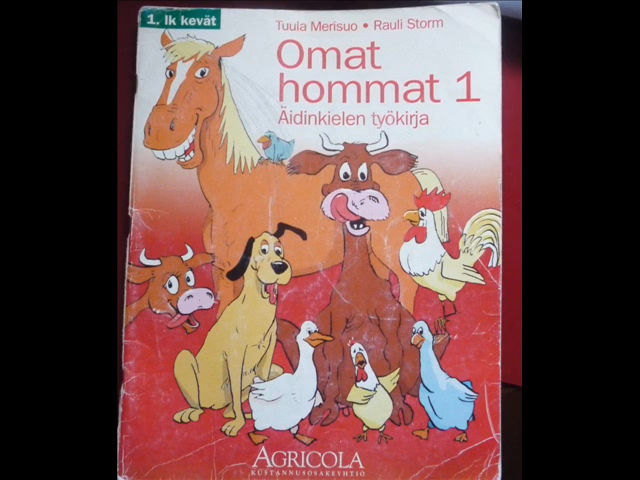 1. lk kevät
Tuula Merisuo • Rauli Storm
Omat
hommat 1
Äidinkielen työkirja
AGRICOLA
KUSTANNUSOSAKEYHTIÖ